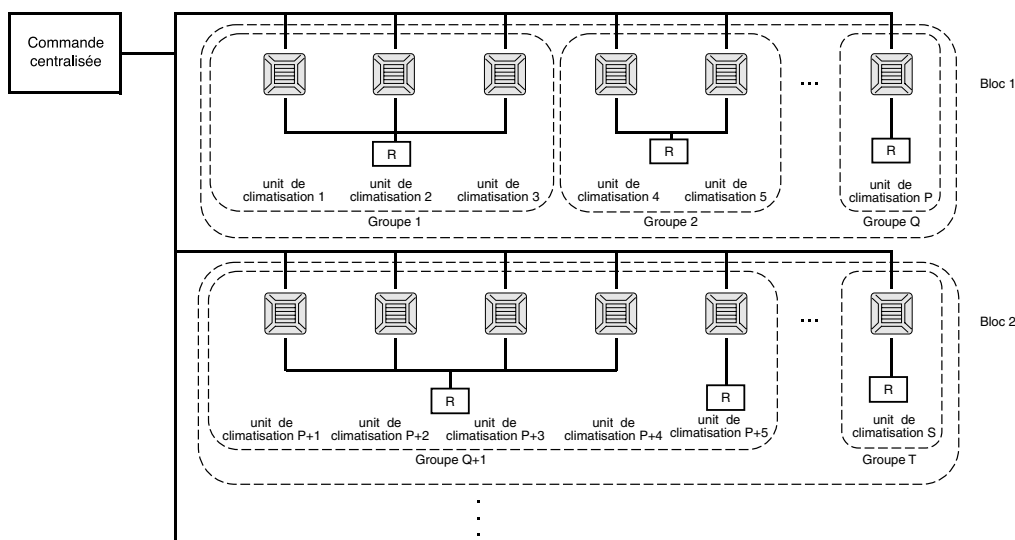 Commande
centralisée
Bloc 1
R
R
R
unit de
climatisation 1
unit de
climatisation 2
unit de
climatisation 3
unit de
climatisation 4
unit de
climatisation 5
unit de
climatisation P
Groupe 1
Groupe 2
Groupe Q
...
Bloc 2
...
R
R
R
unit de
climatisation P+1
unit de
climatisation P+2
unit de
climatisation P+3
unit de
climatisation P+4
unit de
climatisation P+5
unit de
climatisation S
Groupe Q+1
Groupe T